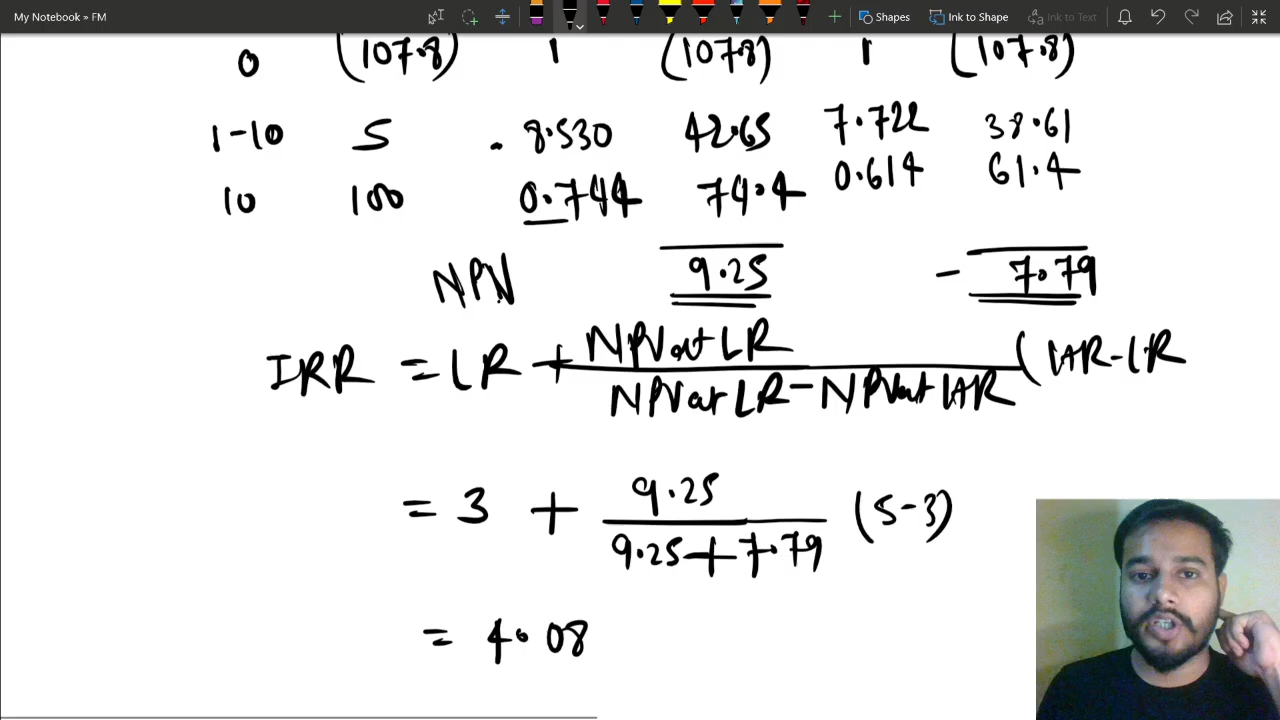 My Notebook » FM
Shapes Ink to Shape Ink to Text
0 (107.8) 1 (107.8) 1 (107.8)
1-10 5 8.530 42.65 7.722 38.61
10 100 0.744 74.4 0.614 61.4
NPV 9.25 - 7.79
IRR = LR + NPV at LR / NPV at LR - NPV at HR (HR-LR
= 3 + 9.25 / 9.25+7.79 (5-3)
= 4.08